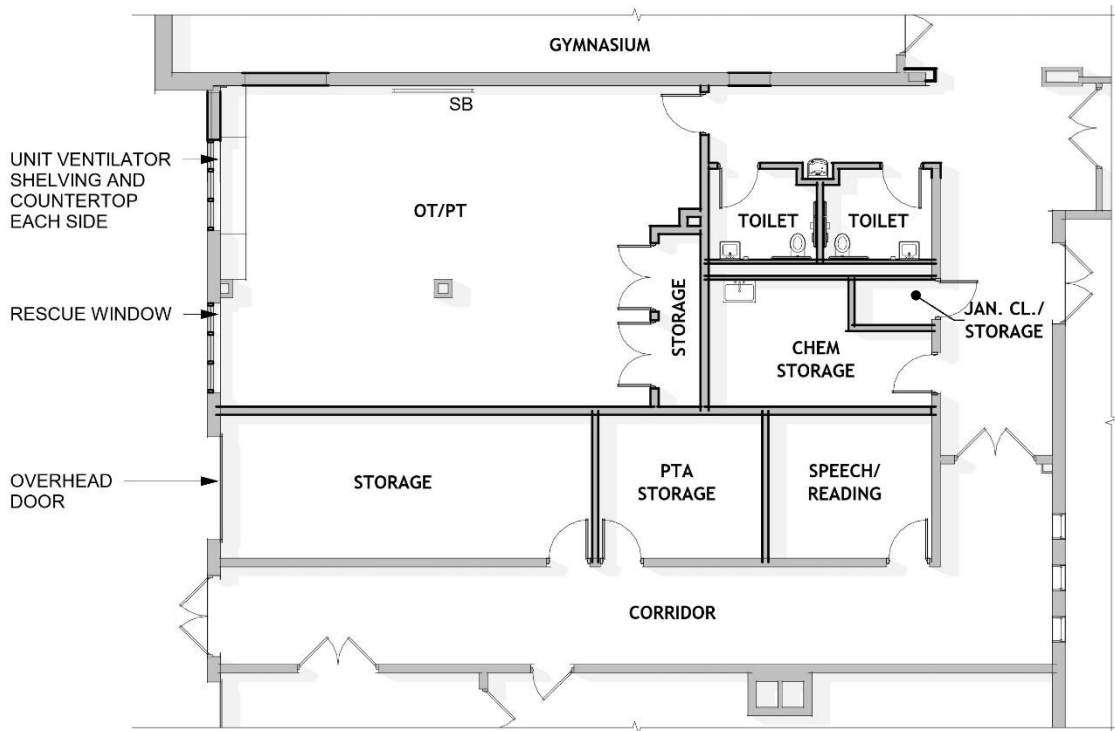 GYMNASIUM
SB
UNIT VENTILATOR
SHELVING AND
COUNTERTOP
EACH SIDE
OT/PT
TOILET
TOILET
RESCUE WINDOW
STORAGE
JAN. CL./
STORAGE
CHEM
STORAGE
OVERHEAD
DOOR
STORAGE
PTA
STORAGE
SPEECH/
READING
CORRIDOR